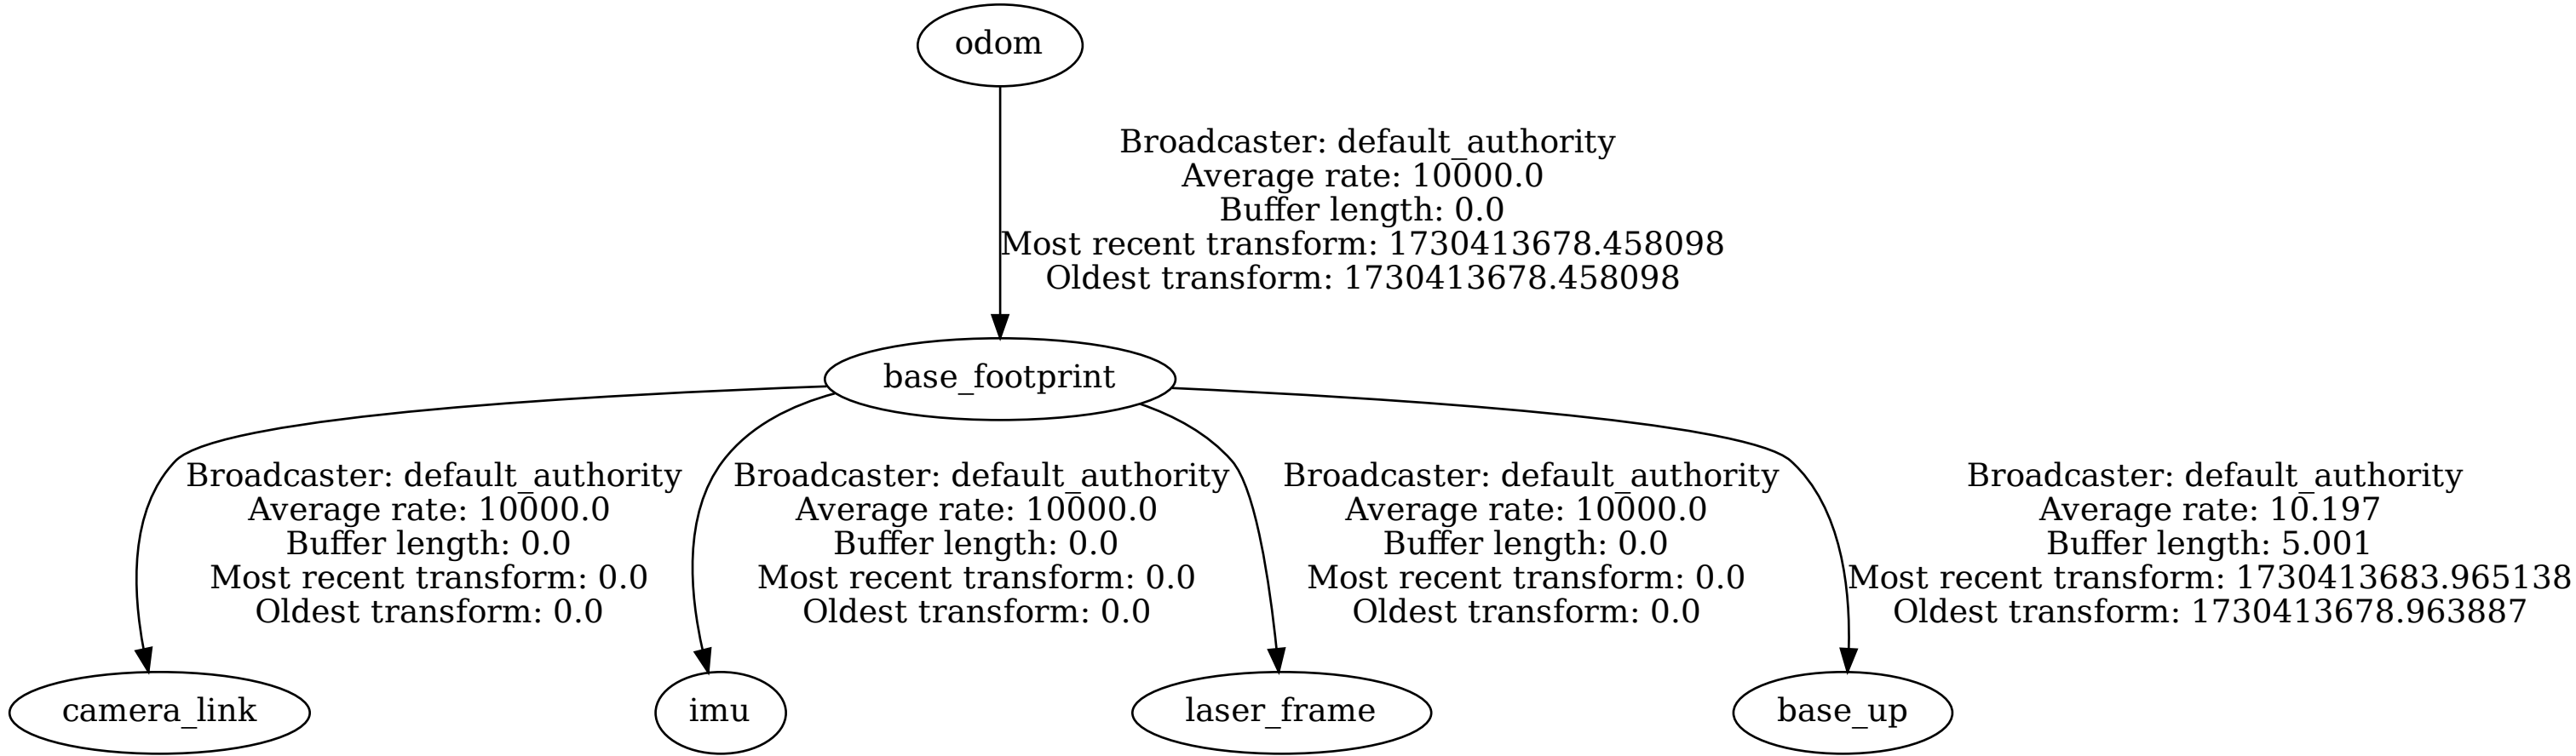 odom
Broadcaster: default_authority
Average rate: 10000.0
Buffer length: 0.0
Most recent transform: 1730413678.458098
Oldest transform: 1730413678.458098
base_footprint
Broadcaster: default_authority
Average rate: 10000.0
Buffer length: 0.0
Most recent transform: 0.0
Oldest transform: 0.0
Broadcaster: default_authority
Average rate: 10000.0
Buffer length: 0.0
Most recent transform: 0.0
Oldest transform: 0.0
Broadcaster: default_authority
Average rate: 10000.0
Buffer length: 0.0
Most recent transform: 0.0
Oldest transform: 0.0
Broadcaster: default_authority
Average rate: 10.197
Buffer length: 5.001
Most recent transform: 1730413683.965138
Oldest transform: 1730413678.963887
camera_link
imu
laser_frame
base_up